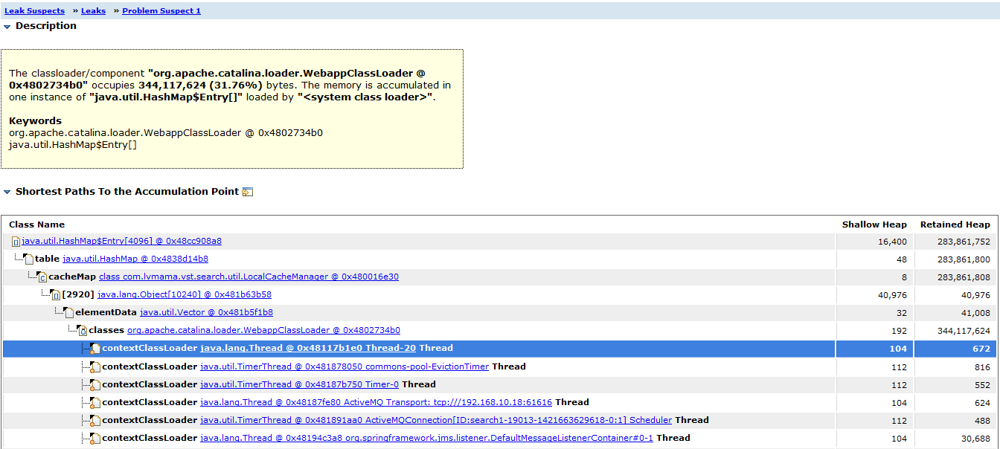 Leak Suspects » Leaks » Problem Suspect 1
Description
The classloader/component "org.apache.catalina.loader.WebappClassLoader @
0x4802734b0" occupies 344,117,624 (31.76%) bytes. The memory is accumulated in
one instance of "java.util.HashMap$Entry[]" loaded by "<system class loader>".
Keywords
org.apache.catalina.loader.WebappClassLoader @ 0x4802734b0
java.util.HashMap$Entry[]
Shortest Paths To the Accumulation Point
Class Name Shallow Heap Retained Heap
java.util.HashMap$Entry[4096] @ 0x48cc908a8 16,400 283,861,752
table java.util.HashMap @ 0x4838d14b8 48 283,861,800
cacheMap class com.lvmama.vst.search.util.LocalCacheManager @ 0x480016e30 8 283,861,808
[2920] java.lang.Object[10240] @ 0x481b63b58 40,976 40,976
elementData java.util.Vector @ 0x481b5f1b8 32 41,008
classes org.apache.catalina.loader.WebappClassLoader @ 0x4802734b0 192 344,117,624
contextClassLoader java.lang.Thread @ 0x48117b1e0 Thread-20 Thread 104 672
contextClassLoader java.util.TimerThread @ 0x481878050 commons-pool-EvictionTimer Thread 112 816
contextClassLoader java.util.TimerThread @ 0x48187b750 Timer-0 Thread 112 552
contextClassLoader java.lang.Thread @ 0x48187fe80 ActiveMQ Transport: tcp:///192.168.10.18:61616 Thread 104 624
contextClassLoader java.util.TimerThread @ 0x481891aa0 ActiveMQConnection[ID:search1-19013-1421663629618-0:1] Scheduler Thread 112 488
contextClassLoader java.lang.Thread @ 0x48194c3a8 org.springframework.jms.listener.DefaultMessageListenerContainer#0-1 Thread 104 30,688